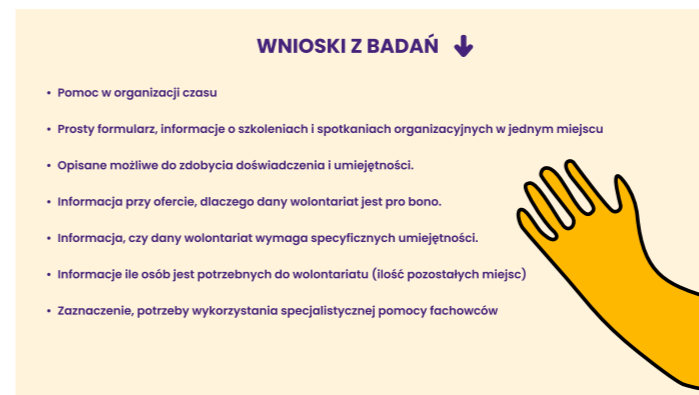 WNIOSKI Z BADAŃ
• Pomoc w organizacji czasu
• Prosty formularz, informacje o szkoleniach i spotkaniach organizacyjnych w jednym miejscu
• Opisane możliwe do zdobycia doświadczenia i umiejętności.
• Informacja przy ofercie, dlaczego dany wolontariat jest pro bono.
• Informacja, czy dany wolontariat wymaga specyficznych umiejętności.
• Informacje ile osób jest potrzebnych do wolontariatu (ilość pozostałych miejsc)
• Zaznaczenie, potrzeby wykorzystania specjalistycznej pomocy fachowców